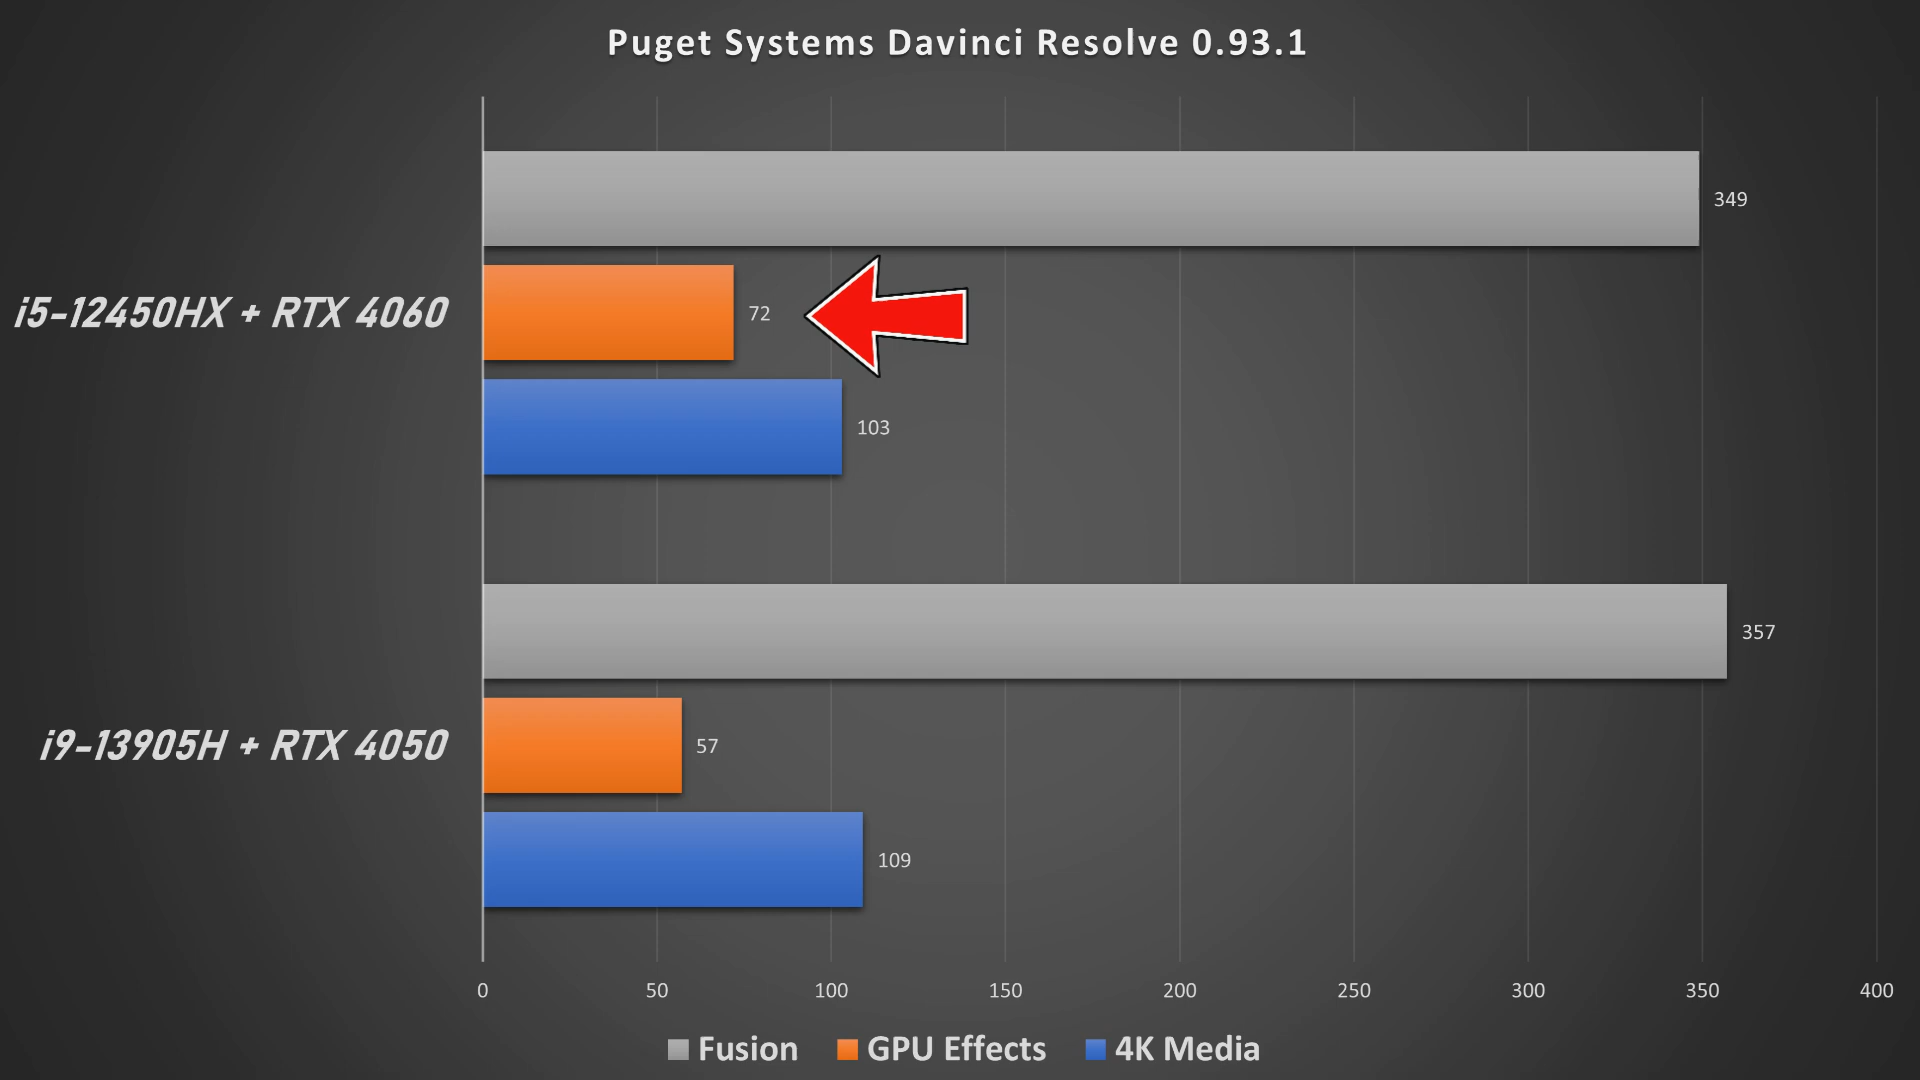 Puget Systems Davinci Resolve 0.93.1
349
i5-12450HX + RTX 4060
72
103
357
i9-13905H + RTX 4050
57
109
0 50 100 150 200 250 300 350 400
Fusion GPU Effects 4K Media